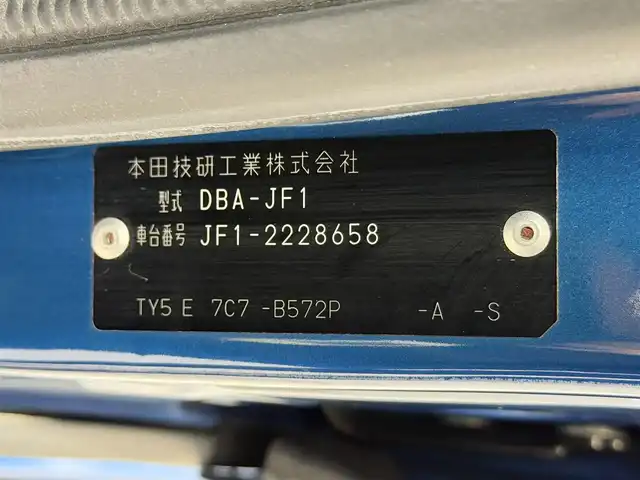 本田技研工業株式会社
型式 DBA-JF1
車台番号 JF1-2228658
TY5 E 7C7 -B572P -A -S